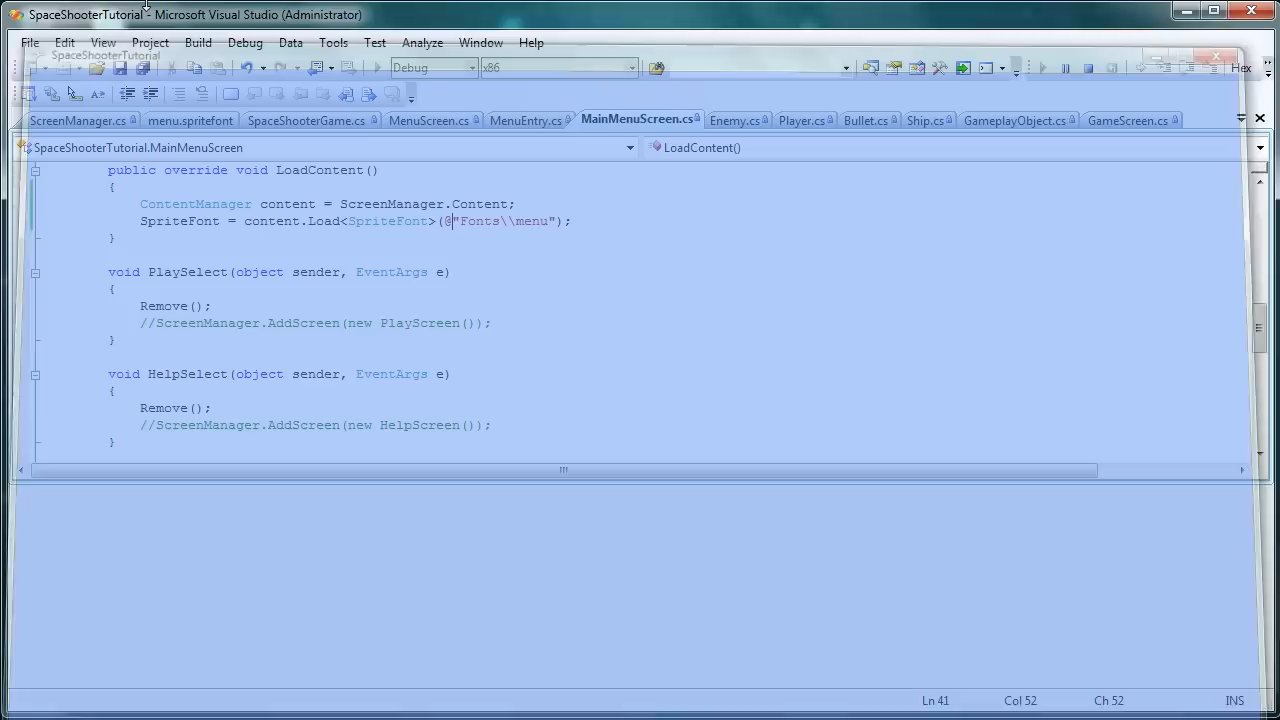 SpaceShooterTutorial - Microsoft Visual Studio (Administrator)
File Edit View Project Build Debug Data Tools Test Analyze Window Help
SpaceShooterTutorial
Debug x86 Hex
ScreenManager.cs menu.spritefont SpaceShooterGame.cs MenuScreen.cs MenuEntry.cs MainMenuScreen.cs Enemy.cs Player.cs Bullet.cs Ship.cs GameplayObject.cs GameScreen.cs
SpaceShooterTutorial.MainMenuScreen LoadContent()
public override void LoadContent()
{
ContentManager content = ScreenManager.Content;
SpriteFont = content.Load<SpriteFont>(@"Fonts\\menu");
}
void PlaySelect(object sender, EventArgs e)
{
Remove();
//ScreenManager.AddScreen(new PlayScreen());
}
void HelpSelect(object sender, EventArgs e)
{
Remove();
//ScreenManager.AddScreen(new HelpScreen());
}
Ln 41 Col 52 Ch 52 INS